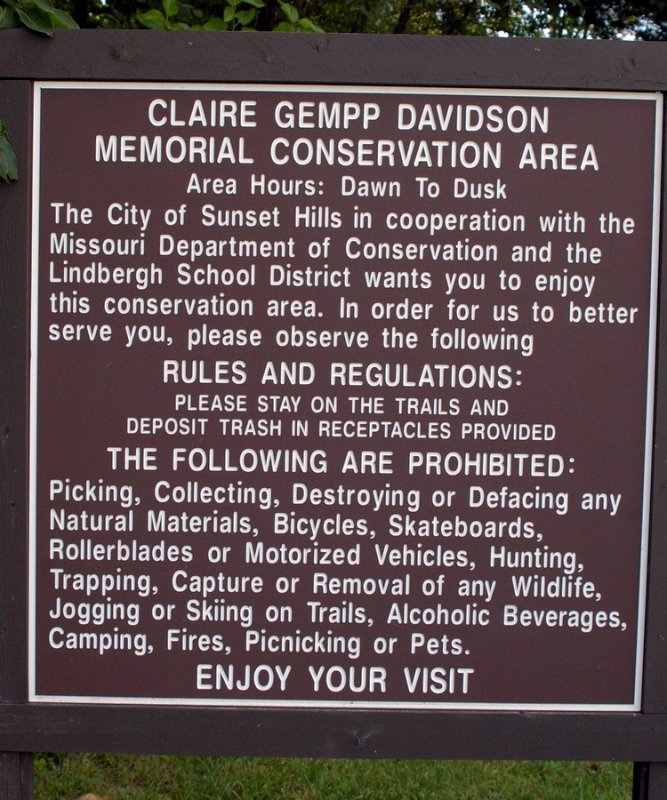 CLAIRE GEMPP DAVIDSON
MEMORIAL CONSERVATION AREA
Area Hours: Dawn To Dusk
The City of Sunset Hills in cooperation with the
Missouri Department of Conservation and the
Lindbergh School District wants you to enjoy
this conservation area. In order for us to better
serve you, please observe the following
RULES AND REGULATIONS:
PLEASE STAY ON THE TRAILS AND
DEPOSIT TRASH IN RECEPTACLES PROVIDED
THE FOLLOWING ARE PROHIBITED:
Picking, Collecting, Destroying or Defacing any
Natural Materials, Bicycles, Skateboards,
Rollerblades or Motorized Vehicles, Hunting,
Trapping, Capture or Removal of any Wildlife,
Jogging or Skiing on Trails, Alcoholic Beverages,
Camping, Fires, Picnicking or Pets.
ENJOY YOUR VISIT